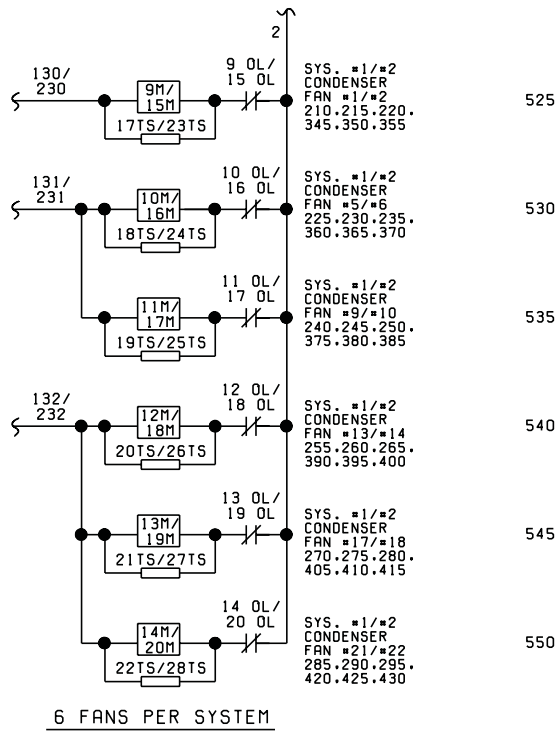 2
130/
230
9M/
15M
17TS/23TS
9 OL/
15 OL
SYS. #1/#2
CONDENSER
FAN #1/#2
210.215.220.
345.350.355
525
131/
231
10M/
16M
18TS/24TS
10 OL/
16 OL
SYS. #1/#2
CONDENSER
FAN #5/#6
225.230.235.
360.365.370
530
11M/
17M
19TS/25TS
11 OL/
17 OL
SYS. #1/#2
CONDENSER
FAN #9/#10
240.245.250.
375.380.385
535
132/
232
12M/
18M
20TS/26TS
12 OL/
18 OL
SYS. #1/#2
CONDENSER
FAN #13/#14
255.260.265.
390.395.400
540
13M/
19M
21TS/27TS
13 OL/
19 OL
SYS. #1/#2
CONDENSER
FAN #17/#18
270.275.280.
405.410.415
545
14M/
20M
22TS/28TS
14 OL/
20 OL
SYS. #1/#2
CONDENSER
FAN #21/#22
285.290.295.
420.425.430
550
6 FANS PER SYSTEM